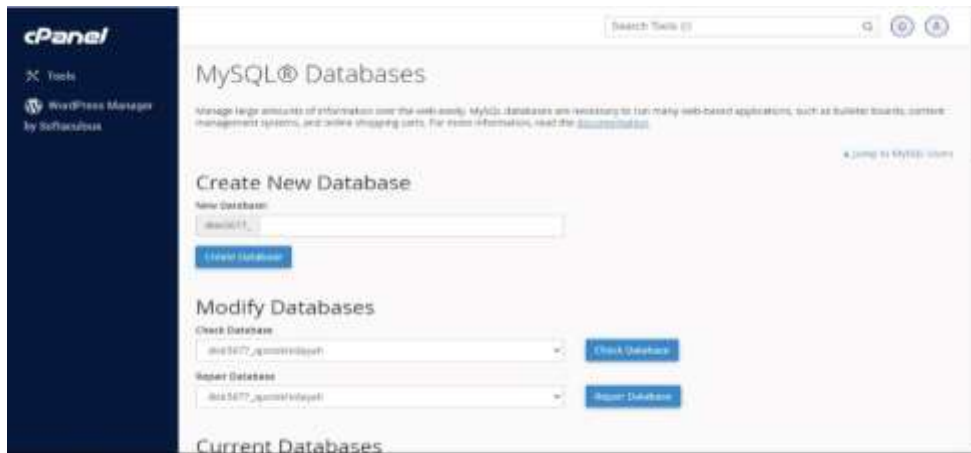 cPanel
Search Tools (/)
Tools
WordPress Manager
by Softaculous
MySQL® Databases
Manage large amounts of information over the web easily. MySQL databases are necessary to run many web-based applications, such as bulletin boards, content
management systems, and online shopping carts. For more information, read the documentation.
Jump to MySQL Users
Create New Database
New Database:
Create Database
Modify Databases
Check Database
Check Database
Repair Database
Repair Database
Current Databases